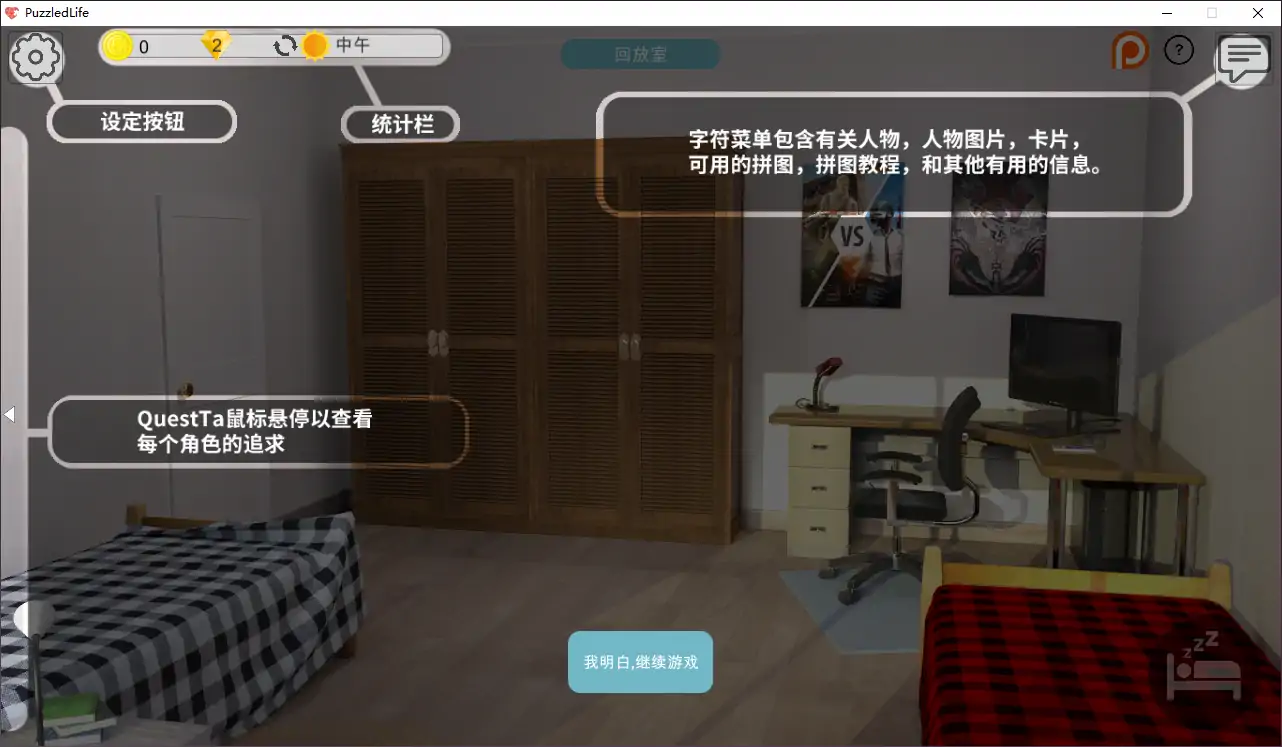 PuzzledLife
0
2
中午
回放室
?
设定按钮
统计栏
字符菜单包含有关人物，人物图片，卡片，
可用的拼图，拼图教程，和其他有用的信息。
VS
QuestTa鼠标悬停以查看
每个角色的追求
我明白,继续游戏
z z Z